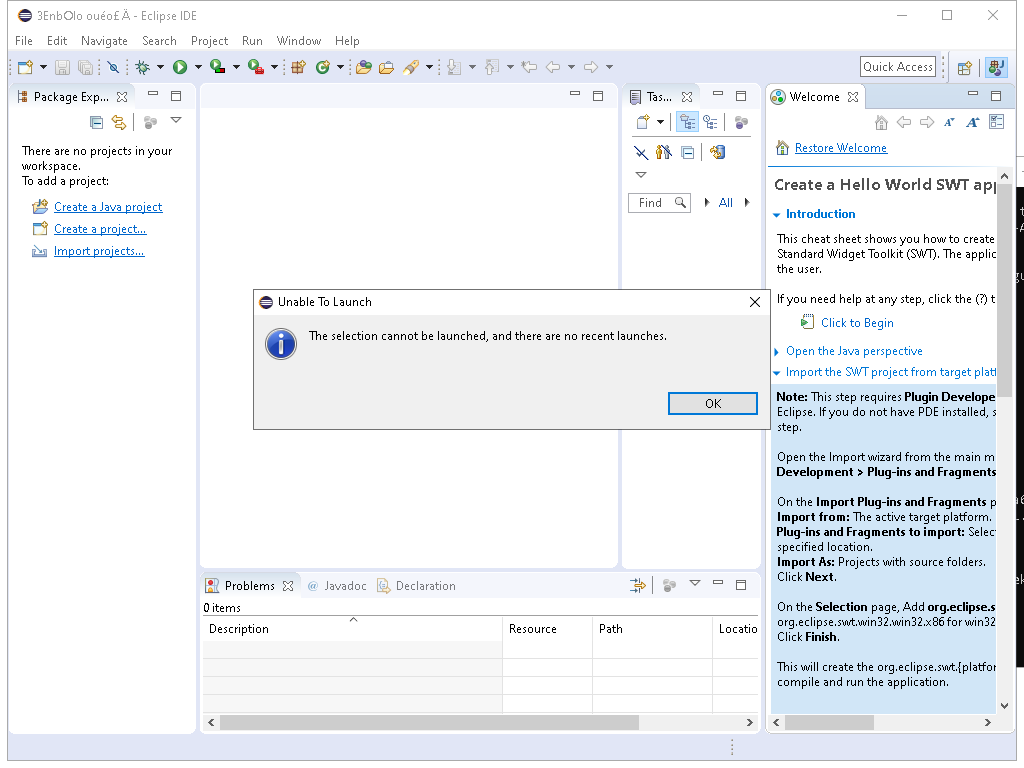 3EnbOlo ouéo£Ä - Eclipse IDE
File Edit Navigate Search Project Run Window Help
Quick Access
Package Exp...
There are no projects in your
workspace.
To add a project:
Create a Java project
Create a project...
Import projects...
Tas...
Find
All
Welcome
Restore Welcome
Create a Hello World SWT app
Introduction
This cheat sheet shows you how to create
Standard Widget Toolkit (SWT). The applic
the user.
If you need help at any step, click the (?) t
Click to Begin
Open the Java perspective
Import the SWT project from target platf
Note: This step requires Plugin Develope
Eclipse. If you do not have PDE installed, s
step.
Open the Import wizard from the main m
Development > Plug-ins and Fragments
On the Import Plug-ins and Fragments p
Import from: The active target platform.
Plug-ins and Fragments to import: Selec
specified location.
Import As: Projects with source folders.
Click Next.
On the Selection page, Add org.eclipse.s
org.eclipse.swt.win32.win32.x86 for win32
Click Finish.
This will create the org.eclipse.swt.{platfor
compile and run the application.
Unable To Launch
The selection cannot be launched, and there are no recent launches.
OK
Problems @ Javadoc Declaration
0 items
Description Resource Path Locatio